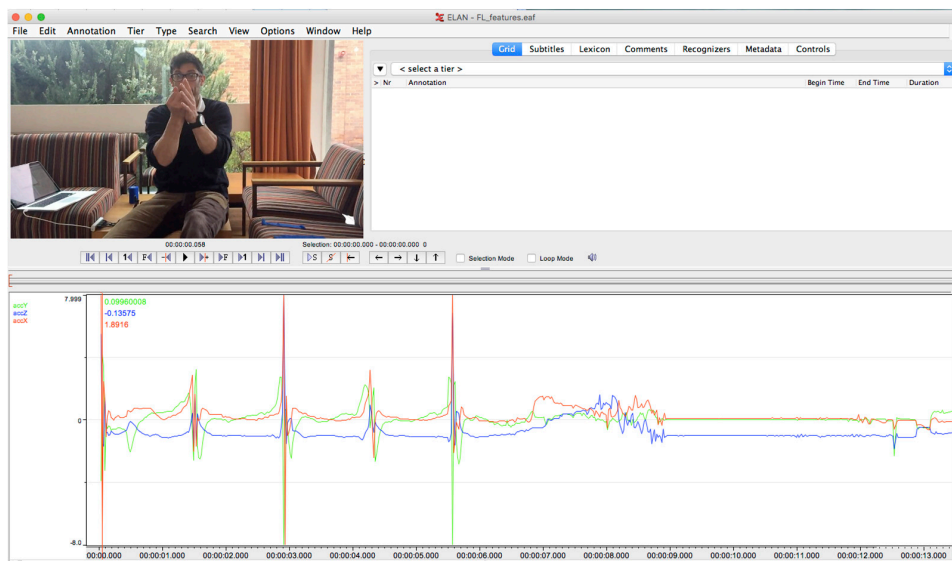 ELAN - FL_features.eaf
File Edit Annotation Tier Type Search View Options Window Help
Grid Subtitles Lexicon Comments Recognizers Metadata Controls
< select a tier >
> Nr Annotation Begin Time End Time Duration
00:00:00.058 Selection: 00:00:00.000 - 00:00:00.000 0
1 F F 1 S S Selection Mode Loop Mode
7.999 0.09960008
accY
accZ -0.13575
accX 1.8916
0
-8.0
00:00:00.000 00:00:01.000 00:00:02.000 00:00:03.000 00:00:04.000 00:00:05.000 00:00:06.000 00:00:07.000 00:00:08.000 00:00:09.000 00:00:10.000 00:00:11.000 00:00:12.000 00:00:13.000